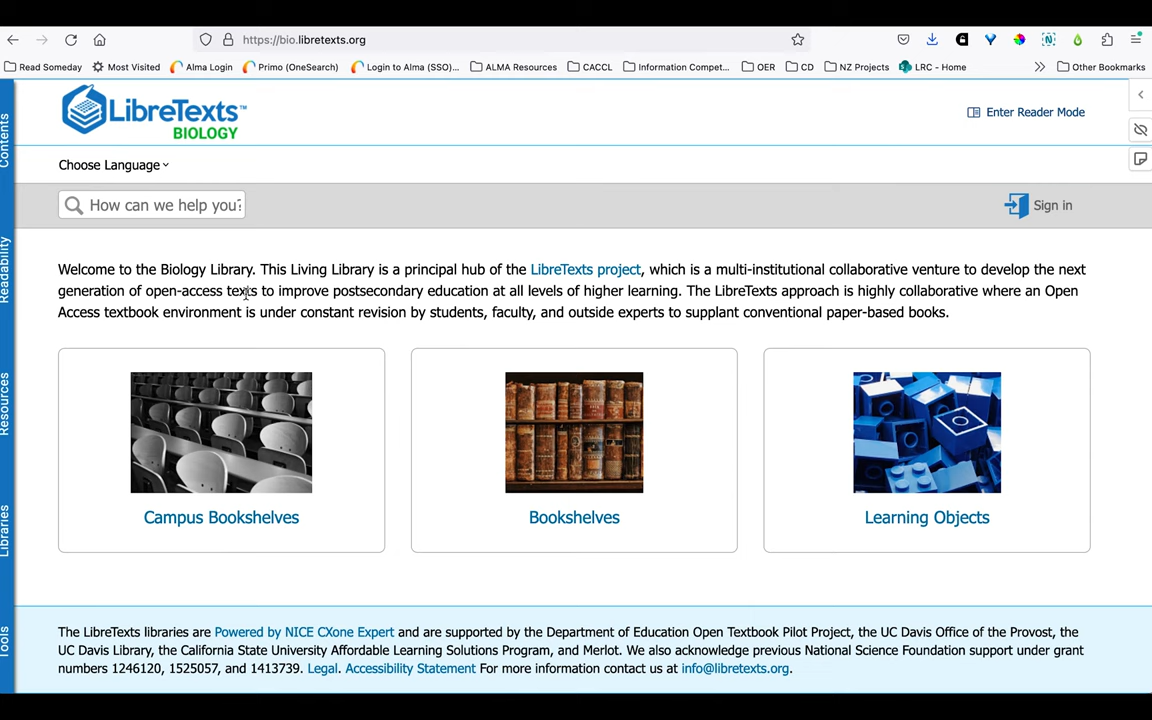 https://bio.libretexts.org
Read Someday Most Visited Alma Login Primo (OneSearch) Login to Alma (SSO)... ALMA Resources CACCL Information Compet... OER CD NZ Projects LRC - Home Other Bookmarks
LibreTexts™
BIOLOGY
Enter Reader Mode
Choose Language
How can we help you?
Sign in
Contents
Readability
Resources
Libraries
Tools
Welcome to the Biology Library. This Living Library is a principal hub of the LibreTexts project, which is a multi-institutional collaborative venture to develop the next
generation of open-access texts to improve postsecondary education at all levels of higher learning. The LibreTexts approach is highly collaborative where an Open
Access textbook environment is under constant revision by students, faculty, and outside experts to supplant conventional paper-based books.
Campus Bookshelves
Bookshelves
Learning Objects
The LibreTexts libraries are Powered by NICE CXone Expert and are supported by the Department of Education Open Textbook Pilot Project, the UC Davis Office of the Provost, the
UC Davis Library, the California State University Affordable Learning Solutions Program, and Merlot. We also acknowledge previous National Science Foundation support under grant
numbers 1246120, 1525057, and 1413739. Legal. Accessibility Statement For more information contact us at info@libretexts.org.